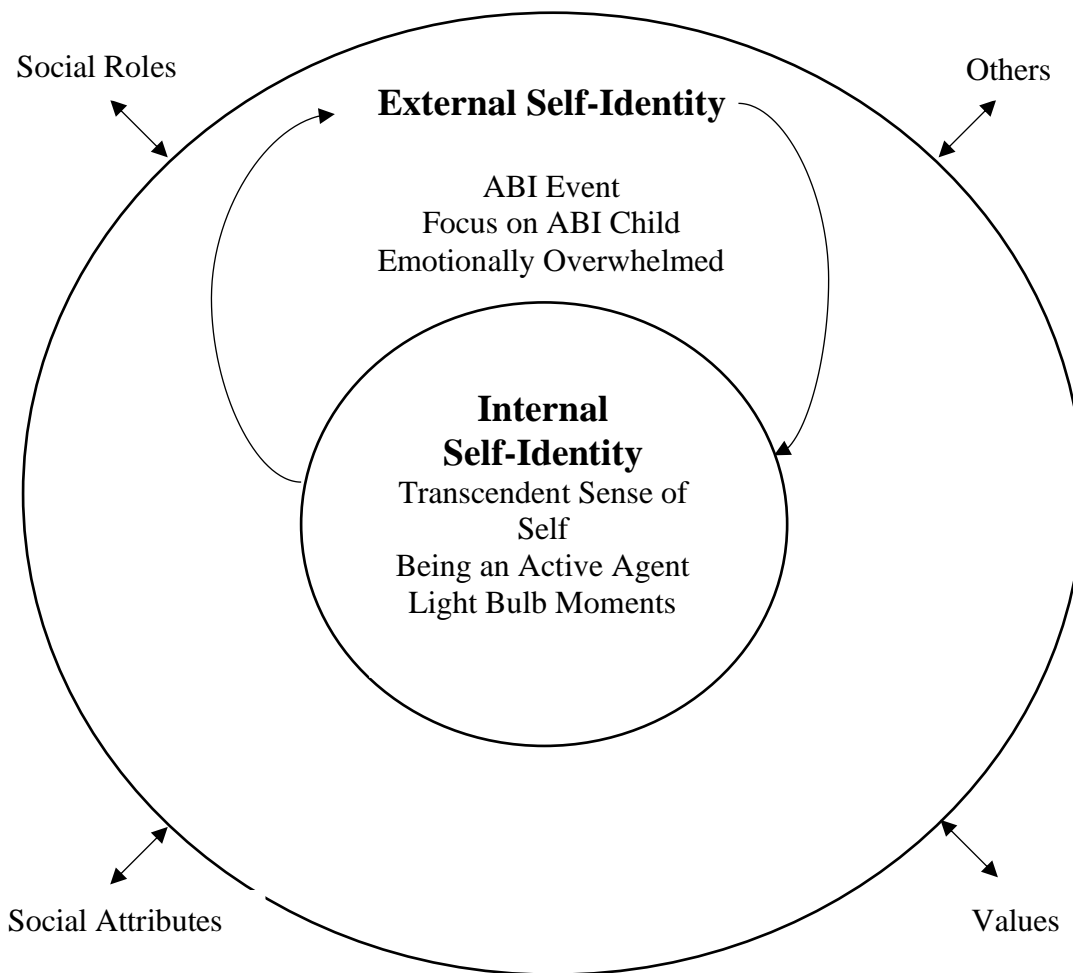 Social Roles
Others
External Self-Identity
ABI Event
Focus on ABI Child
Emotionally Overwhelmed
Internal
Self-Identity
Transcendent Sense of
Self
Being an Active Agent
Light Bulb Moments
Social Attributes
Values